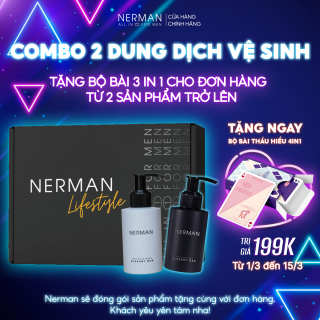 NERMAN
ALL IN FOR MEN
CỬA HÀNG
CHÍNH HÃNG
COMBO 2 DUNG DỊCH VỆ SINH
TẶNG BỘ BÀI 3 IN 1 CHO ĐƠN HÀNG
TỪ 2 SẢN PHẨM TRỞ LÊN
TẶNG NGAY
BỘ BÀI THẤU HIỂU 4IN1
NERMAN
Lifestyle
FOR MEN
NERMAN
NERMAN
TRỊ
GIÁ
199K
Từ 1/3 đến 15/3
Nerman sẽ đóng gói sản phẩm tặng cùng với đơn hàng.
Khách yêu yên tâm nha!